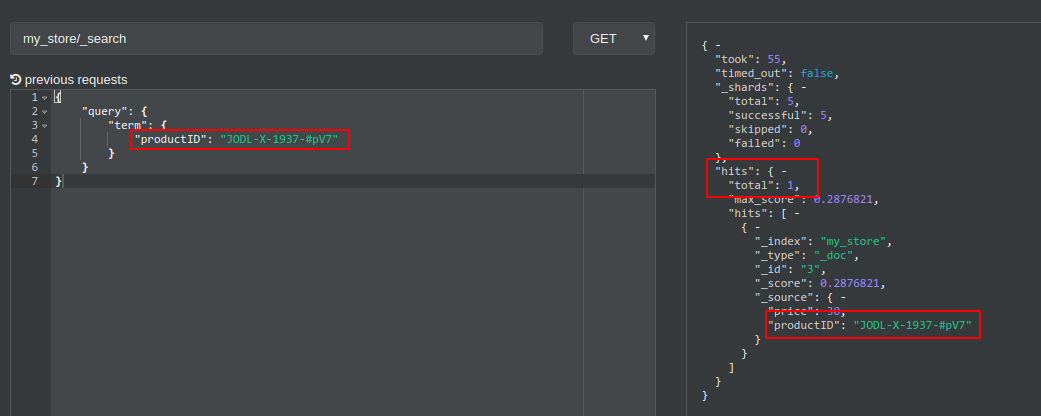 my_store/_search
GET
previous requests
1 {
2 "query": {
3 "term": {
4 "productID": "JODL-X-1937-#pV7"
5 }
6 }
7 }
{ -
"took": 55,
"timed_out": false,
"_shards": { -
"total": 5,
"successful": 5,
"skipped": 0,
"failed": 0
},
"hits": { -
"total": 1,
"max_score": 0.2876821,
"hits": [ -
{ -
"_index": "my_store",
"_type": "_doc",
"_id": "3",
"_score": 0.2876821,
"_source": { -
"price": 30,
"productID": "JODL-X-1937-#pV7"
}
}
]
}
}